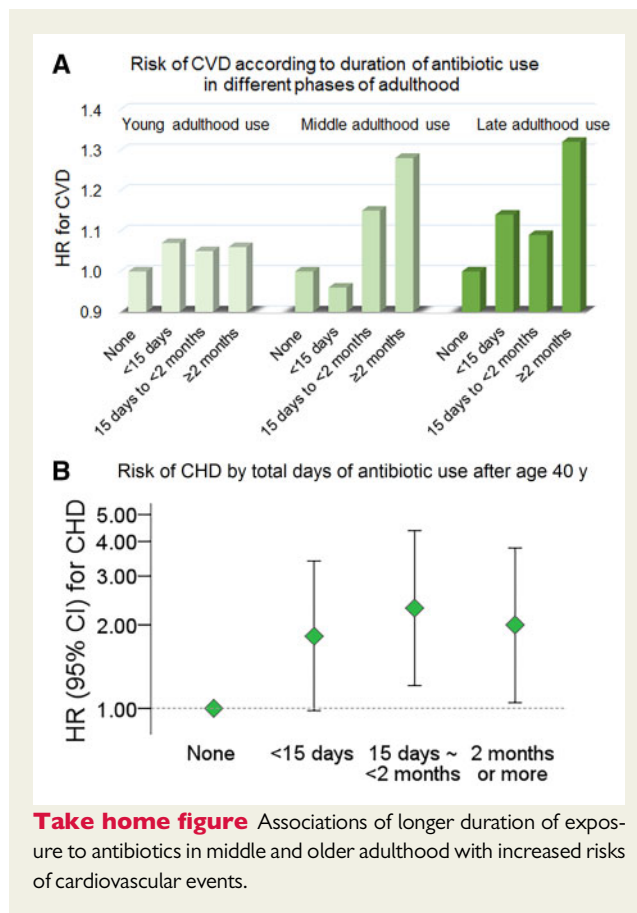 A
Risk of CVD according to duration of antibiotic use
in different phases of adulthood
HR for CVD
1.4
1.3
1.2
1.1
1.0
0.9
Young adulthood use
Middle adulthood use
Late adulthood use
None
<15 days
15 days to <2 months
≥2 months
None
<15 days
15 days to <2 months
≥2 months
None
<15 days
15 days to <2 months
≥2 months
B
Risk of CHD by total days of antibiotic use after age 40 y
HR (95% CI) for CHD
5.00
4.00
3.00
2.00
1.00
None
<15 days
15 days ~
<2 months
2 months
or more
Take home figure Associations of longer duration of expo-
sure to antibiotics in middle and older adulthood with increased risks
of cardiovascular events.